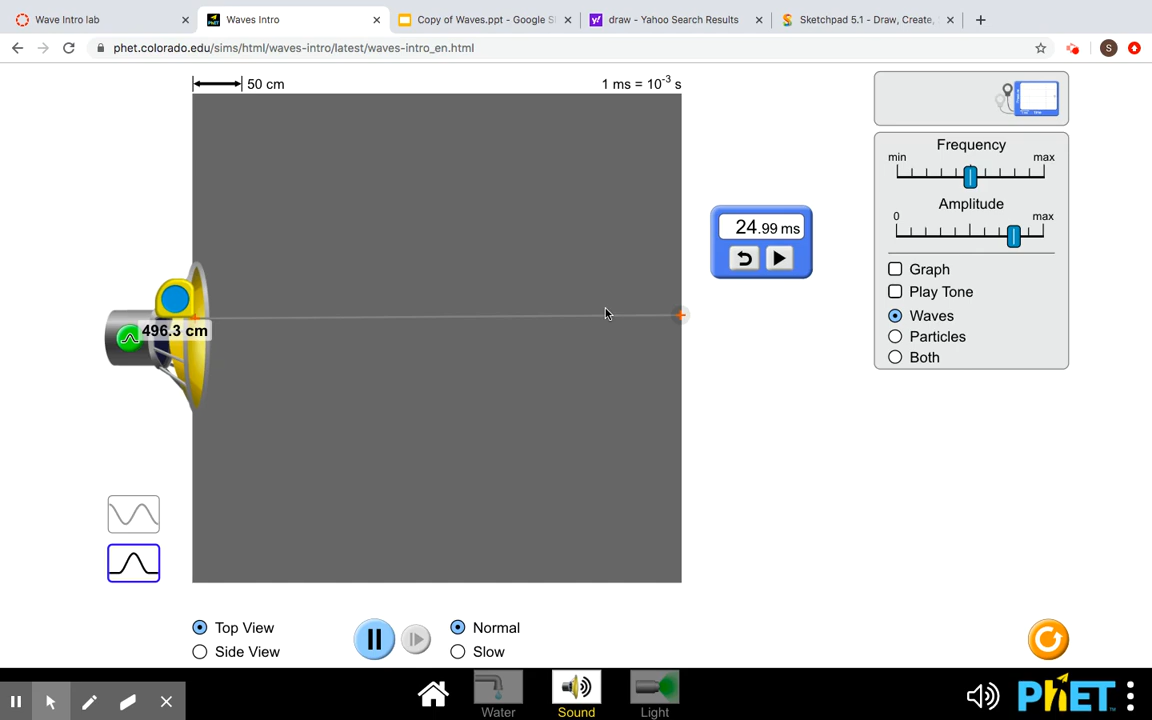 Wave Intro lab
Waves Intro
Copy of Waves.ppt - Google Sl
draw - Yahoo Search Results
Sketchpad 5.1 - Draw, Create,
phet.colorado.edu/sims/html/waves-intro/latest/waves-intro_en.html
S
50 cm
1 ms = 10⁻³ s
Frequency
min
max
Amplitude
0
max
24.99 ms
Graph
Play Tone
Waves
Particles
Both
496.3 cm
Top View
Side View
Normal
Slow
Water
Sound
Light
PhET